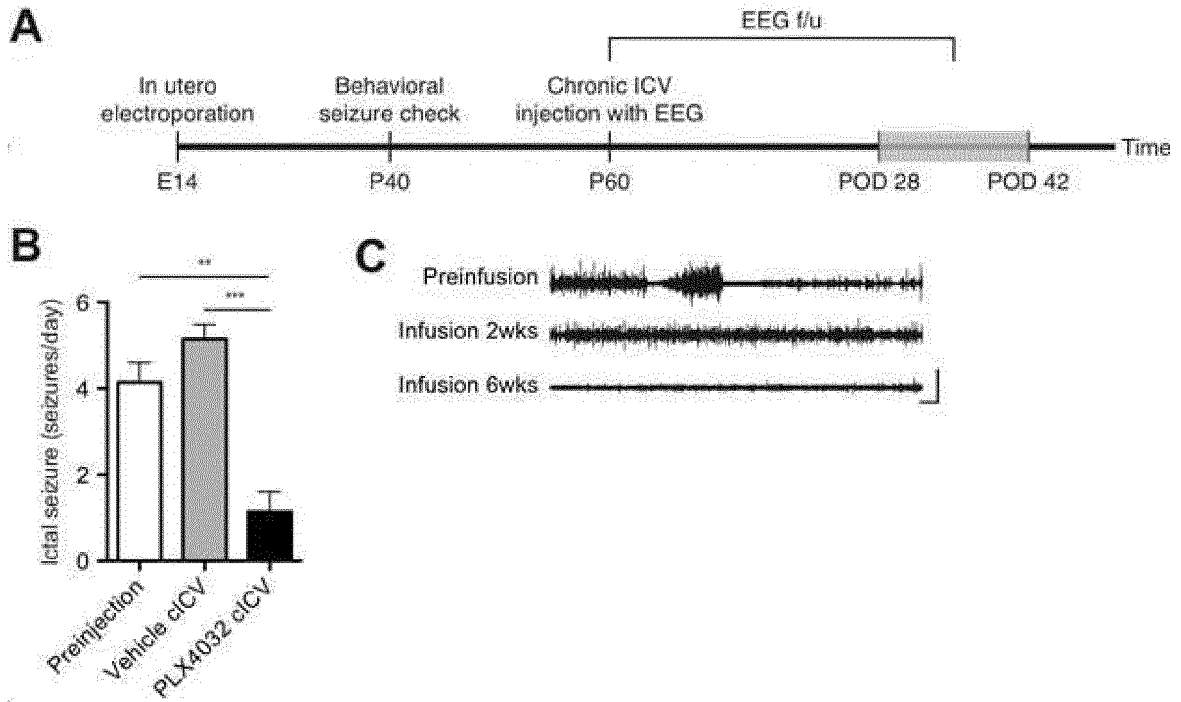 A
EEG f/u
In utero
electroporation
Behavioral
seizure check
Chronic ICV
injection with EEG
Time
E14
P40
P60
POD 28
POD 42
B
**
***
Ictal seizure (seizures/day)
6
4
2
0
Preinjection
Vehicle cICV
PLX4032 cICV
C
Preinfusion
Infusion 2wks
Infusion 6wks